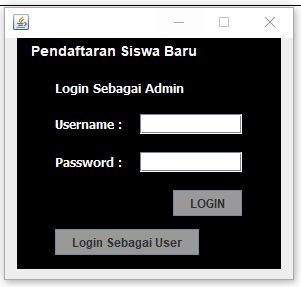 Pendaftaran Siswa Baru
Login Sebagai Admin
Username :
Password :
LOGIN
Login Sebagai User